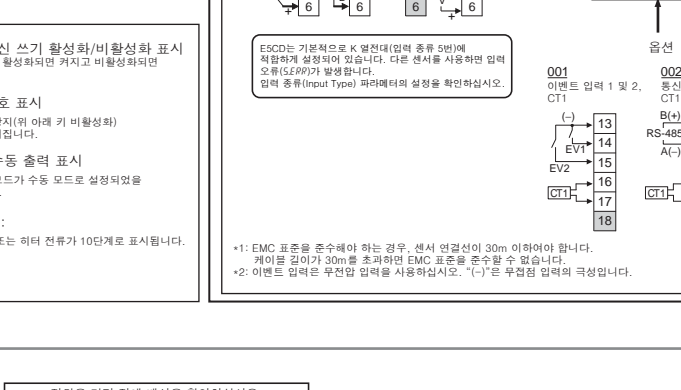 신 쓰기 활성화/비활성화 표시
활성화되면 켜지고 비활성화되면
호 표시
지(위 아래 키 비활성화)
집니다.
수동 출력 표시
드가 수동 모드로 설정되었을
:
또는 히터 전류가 10단계로 표시됩니다.
+ 6
6
6
V + 6
E5CD는 기본적으로 K 열전대(입력 종류 5번)에
적합하게 설정되어 있습니다. 다른 센서를 사용하면 입력
오류(S.ERR)가 발생합니다.
입력 종류(Input Type) 파라메터의 설정을 확인하십시오.
옵션
001
이벤트 입력 1 및 2,
CT1
(−)
13
14
EV1
15
EV2
16
CT1
17
18
002
통신
CT1
B(+)
RS-485
A(−)
CT1
*1: EMC 표준을 준수해야 하는 경우, 센서 연결선이 30m 이하여야 합니다.
케이블 길이가 30m를 초과하면 EMC 표준을 준수할 수 없습니다.
*2: 이벤트 입력은 무전압 입력을 사용하십시오. “(−)”은 무접점 입력의 극성입니다.